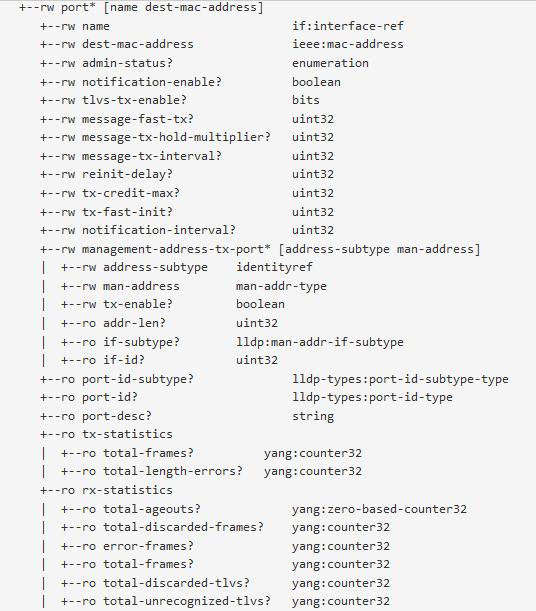 +--rw port* [name dest-mac-address]
   +--rw name                          if:interface-ref
   +--rw dest-mac-address              ieee:mac-address
   +--rw admin-status?                 enumeration
   +--rw notification-enable?          boolean
   +--rw tlvs-tx-enable?               bits
   +--rw message-fast-tx?              uint32
   +--rw message-tx-hold-multiplier?   uint32
   +--rw message-tx-interval?          uint32
   +--rw reinit-delay?                 uint32
   +--rw tx-credit-max?                uint32
   +--rw tx-fast-init?                 uint32
   +--rw notification-interval?        uint32
   +--rw management-address-tx-port* [address-subtype man-address]
   |  +--rw address-subtype    identityref
   |  +--rw man-address        man-addr-type
   |  +--rw tx-enable?         boolean
   |  +--ro addr-len?          uint32
   |  +--ro if-subtype?        lldp:man-addr-if-subtype
   |  +--ro if-id?             uint32
   +--ro port-id-subtype?              lldp-types:port-id-subtype-type
   +--ro port-id?                      lldp-types:port-id-type
   +--ro port-desc?                    string
   +--ro tx-statistics
   |  +--ro total-frames?          yang:counter32
   |  +--ro total-length-errors?   yang:counter32
   +--ro rx-statistics
   |  +--ro total-ageouts?             yang:zero-based-counter32
   |  +--ro total-discarded-frames?    yang:counter32
   |  +--ro error-frames?              yang:counter32
   |  +--ro total-frames?              yang:counter32
   |  +--ro total-discarded-tlvs?      yang:counter32
   |  +--ro total-unrecognized-tlvs?   yang:counter32